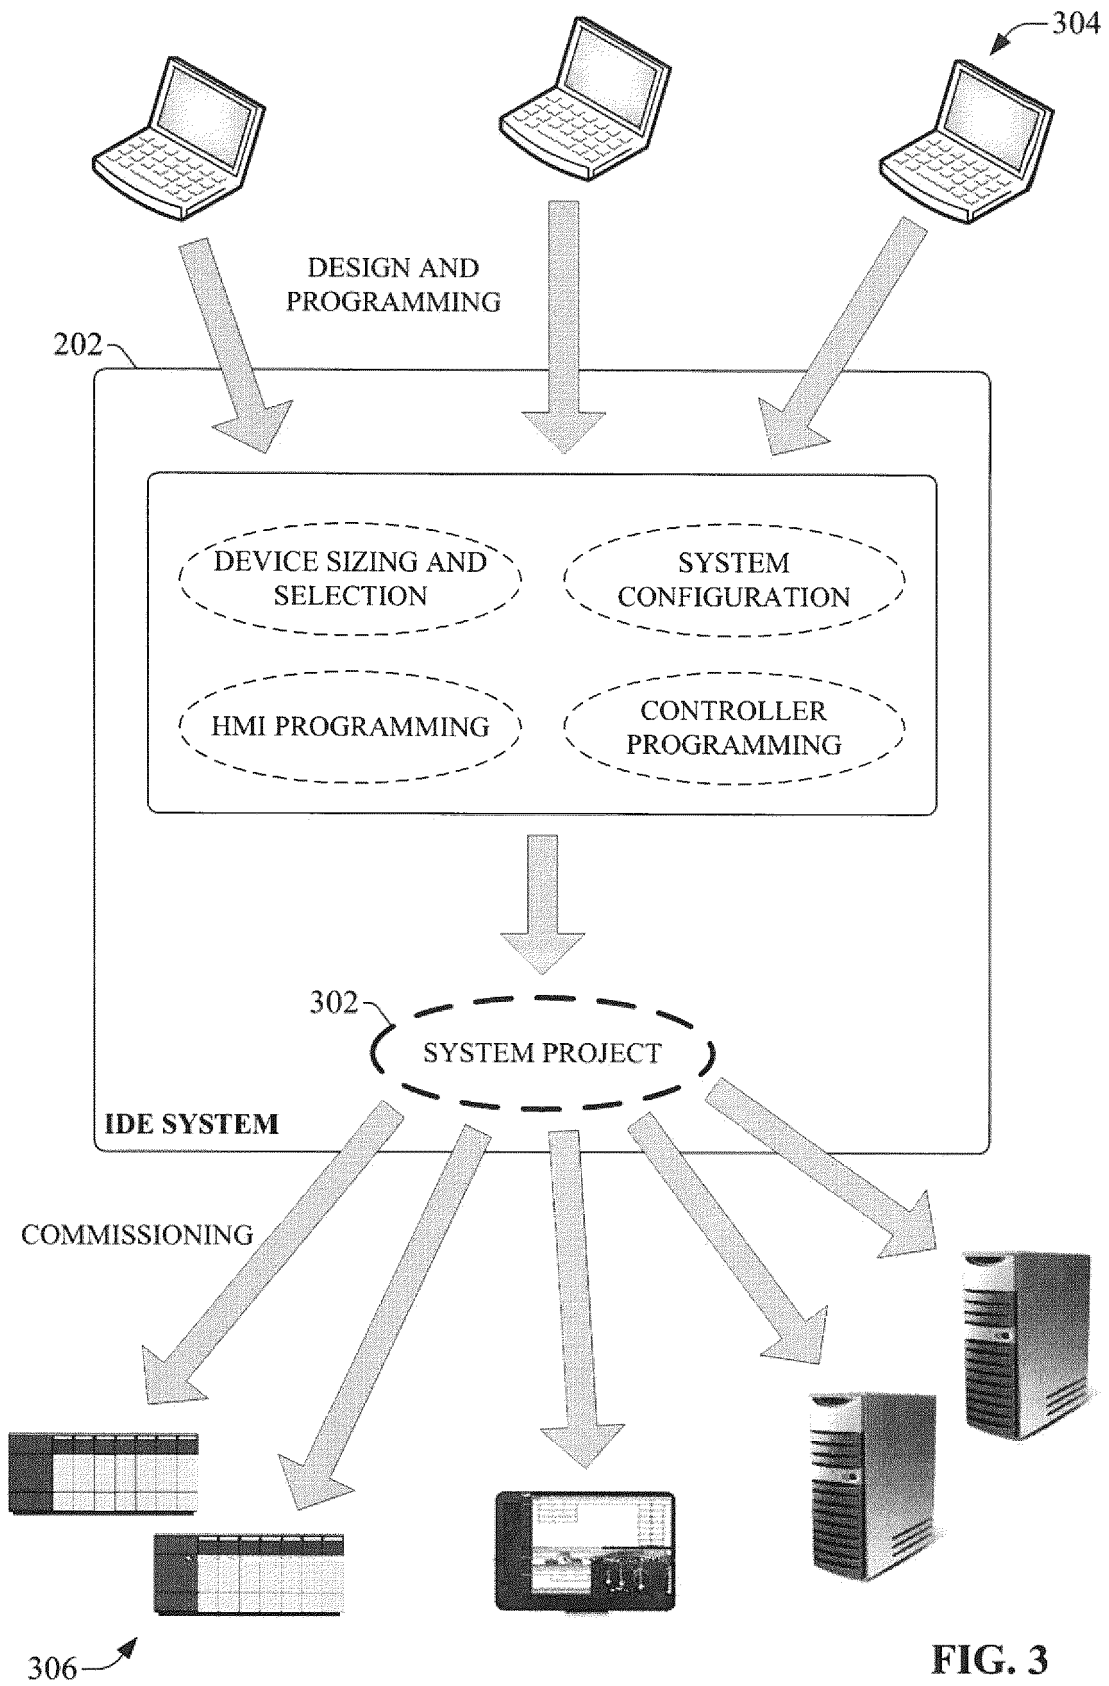 304
DESIGN AND
PROGRAMMING
202
DEVICE SIZING AND
SELECTION
SYSTEM
CONFIGURATION
HMI PROGRAMMING
CONTROLLER
PROGRAMMING
302
SYSTEM PROJECT
IDE SYSTEM
COMMISSIONING
306
FIG. 3